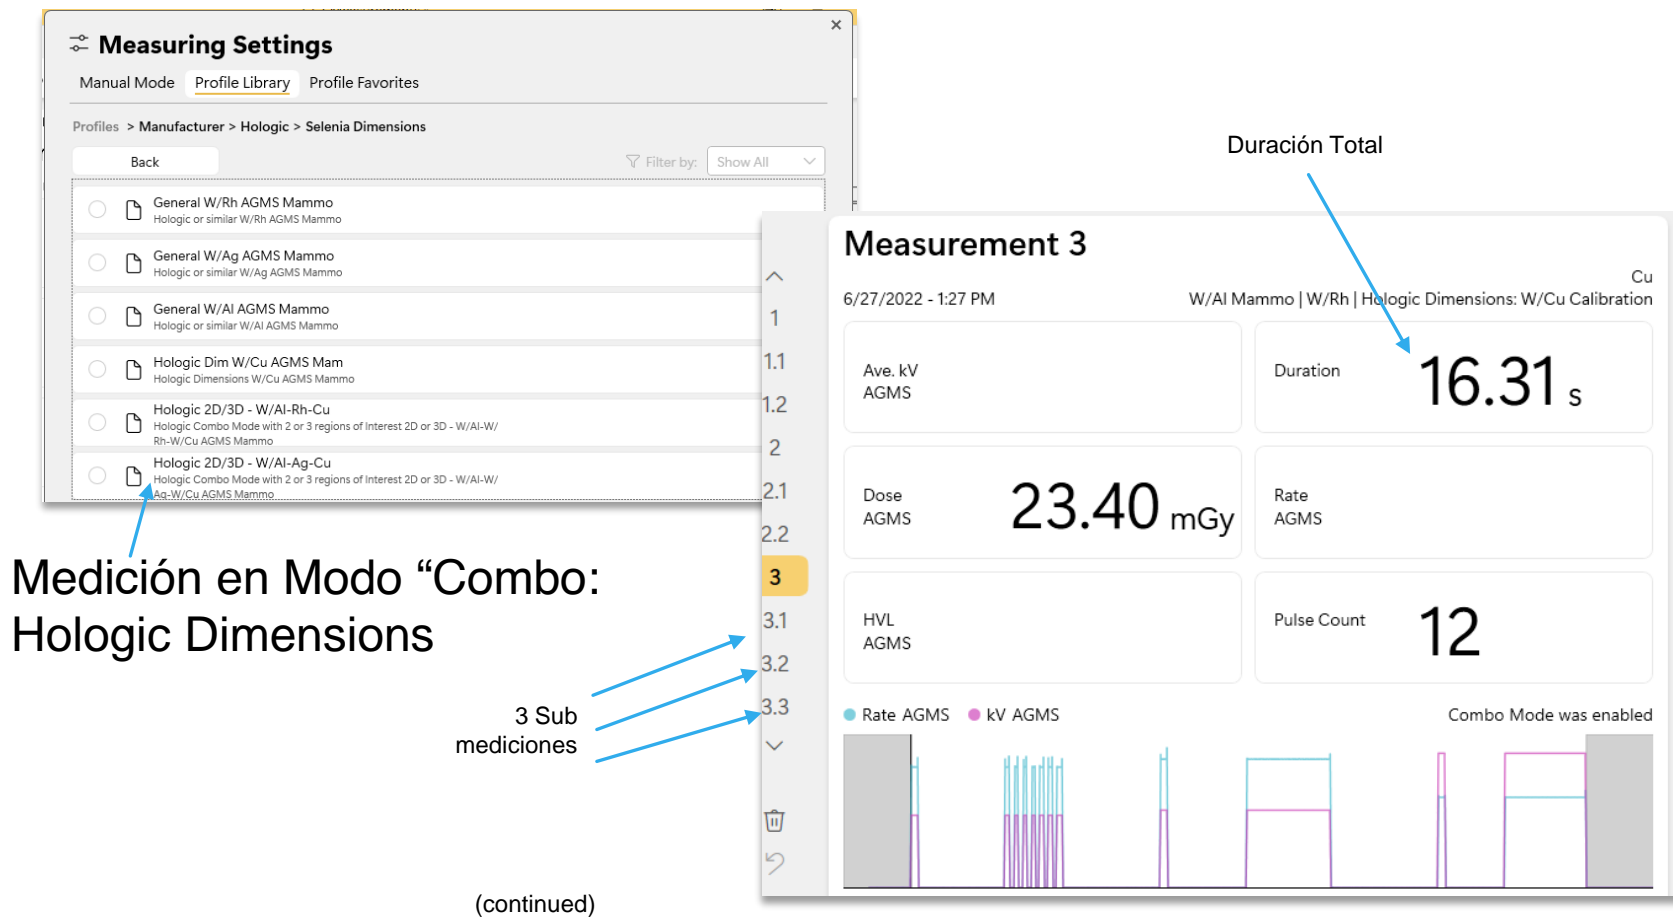 Measuring Settings
Manual Mode Profile Library Profile Favorites
Profiles > Manufacturer > Hologic > Selenia Dimensions
Back Filter by: Show All
General W/Rh AGMS Mammo
Hologic or similar W/Rh AGMS Mammo
General W/Ag AGMS Mammo
Hologic or similar W/Ag AGMS Mammo
General W/Al AGMS Mammo
Hologic or similar W/Al AGMS Mammo
Hologic Dim W/Cu AGMS Mam
Hologic Dimensions W/Cu AGMS Mammo
Hologic 2D/3D - W/Al-Rh-Cu
Hologic Combo Mode with 2 or 3 regions of Interest 2D or 3D - W/Al-W/
Rh-W/Cu AGMS Mammo
Hologic 2D/3D - W/Al-Ag-Cu
Hologic Combo Mode with 2 or 3 regions of Interest 2D or 3D - W/Al-W/
Ag-W/Cu AGMS Mammo
Medición en Modo “Combo:
Hologic Dimensions
3 Sub
mediciones
(continued)
Duración Total
1
1.1
1.2
2
2.1
2.2
3
3.1
3.2
3.3
Measurement 3
Cu
6/27/2022 - 1:27 PM W/Al Mammo | W/Rh | Hologic Dimensions: W/Cu Calibration
Ave. kV
AGMS
Duration 16.31 s
Dose
AGMS
23.40 mGy
Rate
AGMS
HVL
AGMS
Pulse Count 12
Rate AGMS kV AGMS Combo Mode was enabled